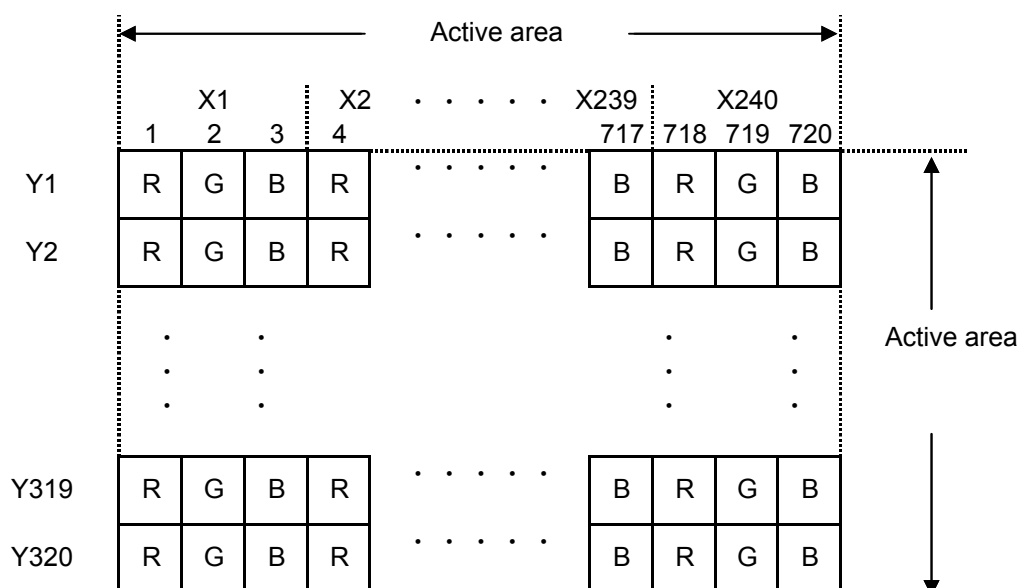 Active area
X1 X2 · · · · · X239 X240
1 2 3 4 717 718 719 720
Y1 R G B R · · · · · B R G B
Y2 R G B R · · · · · B R G B
Active area
Y319 R G B R · · · · · B R G B
Y320 R G B R · · · · · B R G B